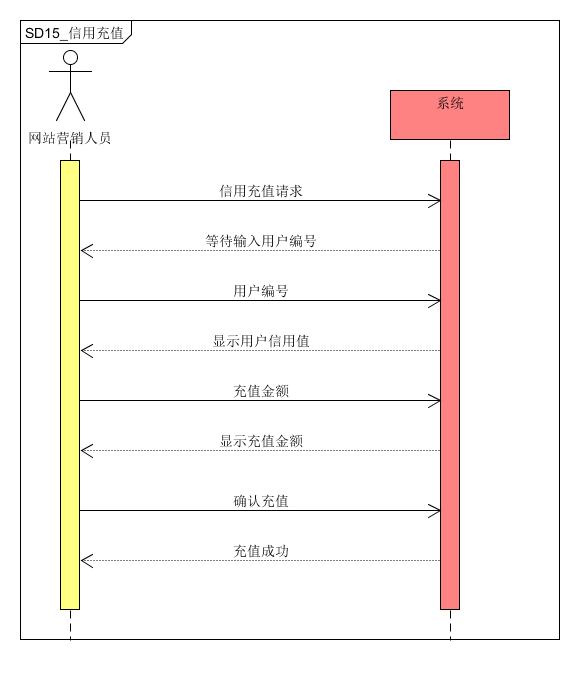 SD15_信用充值
网站营销人员
系统
信用充值请求
等待输入用户编号
用户编号
显示用户信用值
充值金额
显示充值金额
确认充值
充值成功